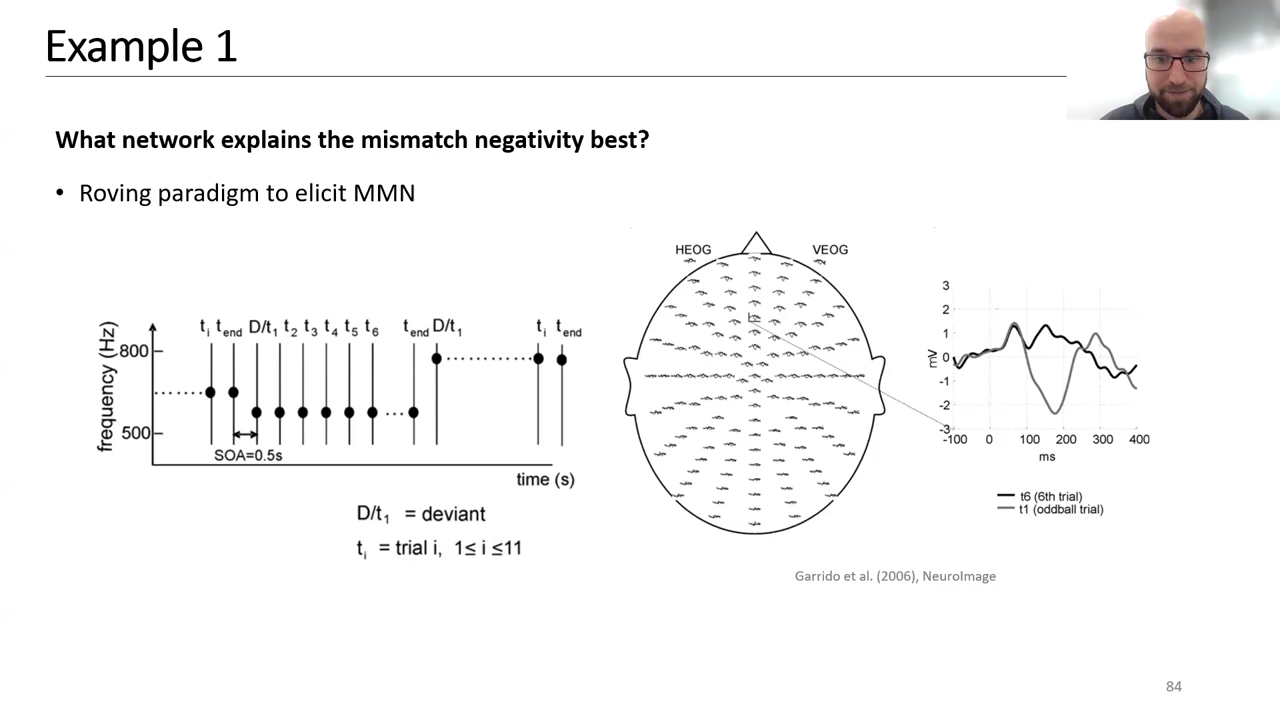 Example 1
What network explains the mismatch negativity best?
• Roving paradigm to elicit MMN
frequency (Hz)
800
500
tᵢ t_end D/t₁ t₂ t₃ t₄ t₅ t₆ t_end D/t₁ tᵢ t_end
SOA=0.5s
time (s)
D/t₁ = deviant
tᵢ = trial i, 1≤ i ≤11
HEOG
VEOG
mV
3
2
1
0
-1
-2
-3
-100 0 100 200 300 400
ms
t6 (6th trial)
t1 (oddball trial)
Garrido et al. (2006), NeuroImage
84